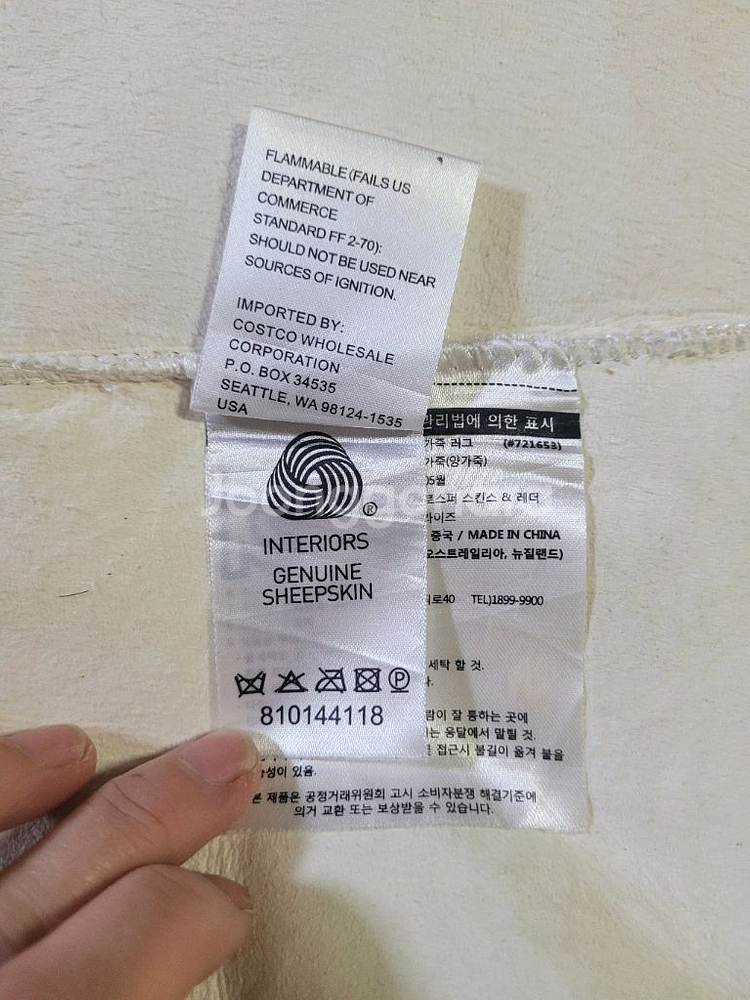 FLAMMABLE (FAILS US
DEPARTMENT OF
COMMERCE
STANDARD FF 2-70):
SHOULD NOT BE USED NEAR
SOURCES OF IGNITION.
IMPORTED BY:
COSTCO WHOLESALE
CORPORATION
P.O. BOX 34535
SEATTLE, WA 98124-1535
USA
®
INTERIORS
GENUINE
SHEEPSKIN
P
810144118
관리법에 의한 표시
가죽 러그 (#721653)
가죽(양가죽)
05월
스퍼 스킨스 & 레더
라이즈
중국 / MADE IN CHINA
오스트레일리아, 뉴질랜드)
로40 TEL)1899-9900
세탁 할 것.
다.
람이 잘 통하는 곳에
는 응달에서 말릴 것.
접근시 불길이 옮겨 붙을
성이 있음.
본 제품은 공정거래위원회 고시 소비자분쟁 해결기준에
의거 교환 또는 보상받을 수 있습니다.